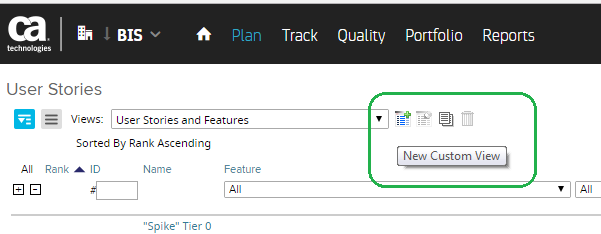 ca
technologies
BIS
Plan Track Quality Portfolio Reports
User Stories
Views: User Stories and Features
New Custom View
Sorted By Rank Ascending
All Rank ID Name Feature
# All All
"Spike" Tier 0